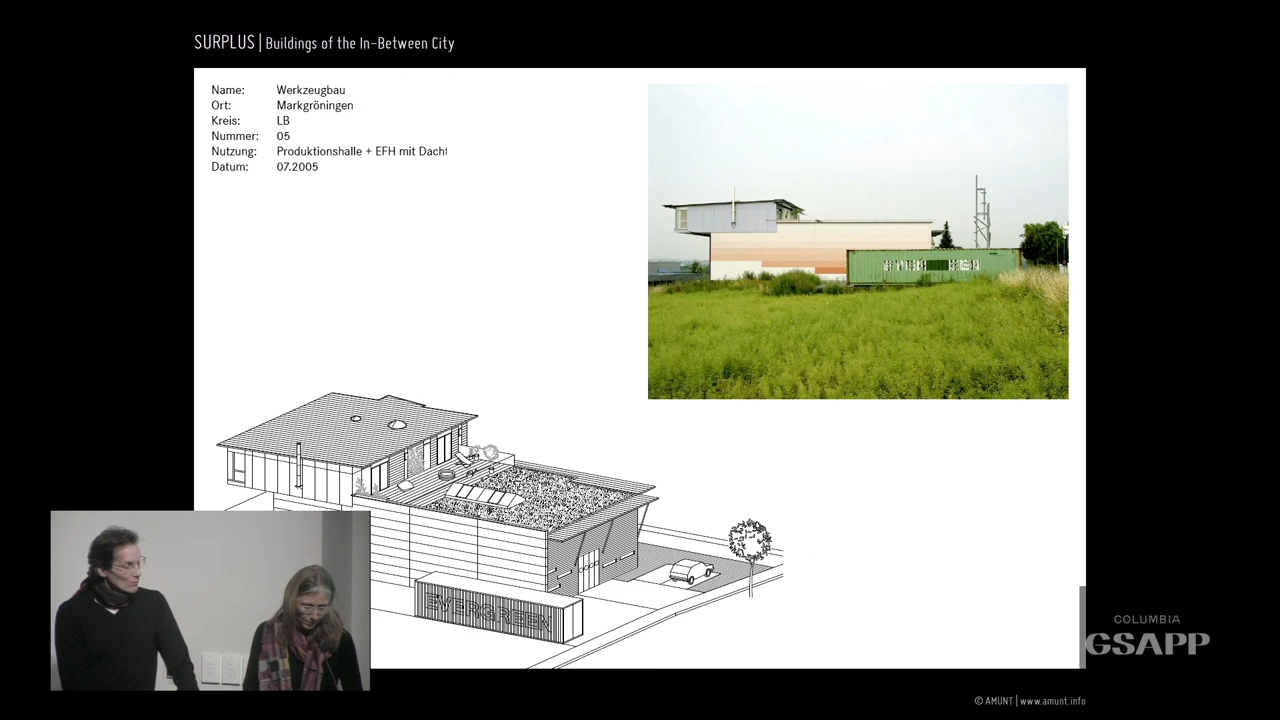 SURPLUS | Buildings of the In-Between City
Name: Werkzeugbau
Ort: Markgröningen
Kreis: LB
Nummer: 05
Nutzung: Produktionshalle + EFH mit Dacht
Datum: 07.2005
EVERGREEN
COLUMBIA
GSAPP
© AMUNT | www.amunt.info